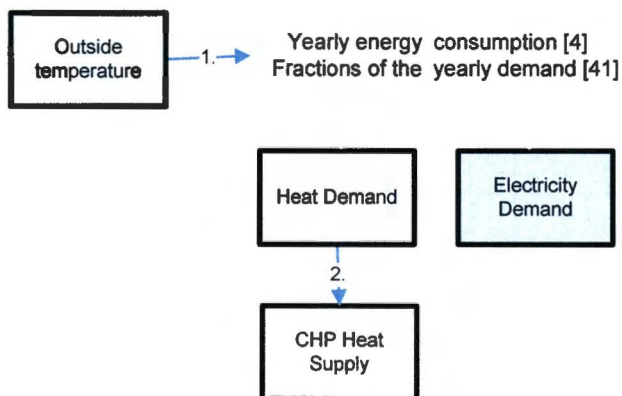 Outside
temperature
1.
Yearly energy consumption [4]
Fractions of the yearly demand [41]
Heat Demand
Electricity
Demand
2.
CHP Heat
Supply